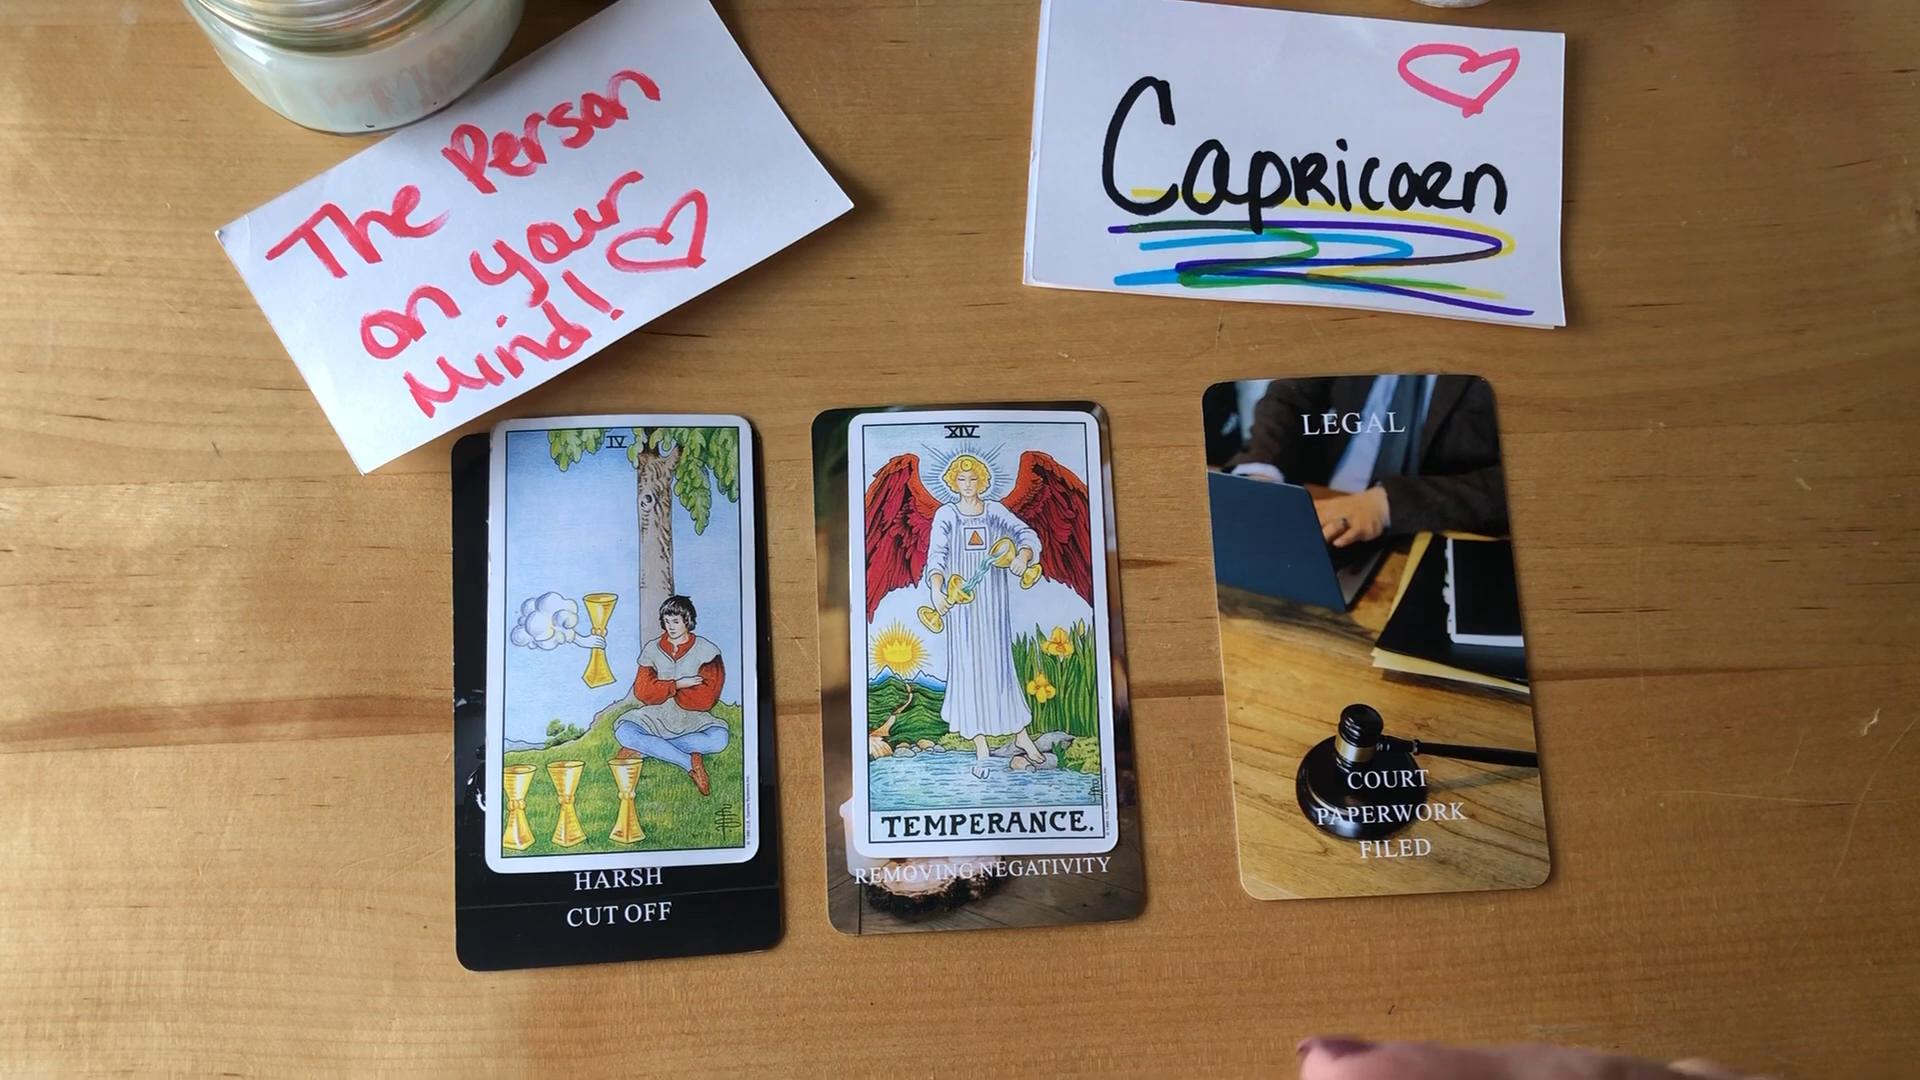 The Person
on your
Mind!
Capricorn
IV
HARSH
CUT OFF
XIV
TEMPERANCE.
REMOVING NEGATIVITY
LEGAL
COURT
PAPERWORK
FILED